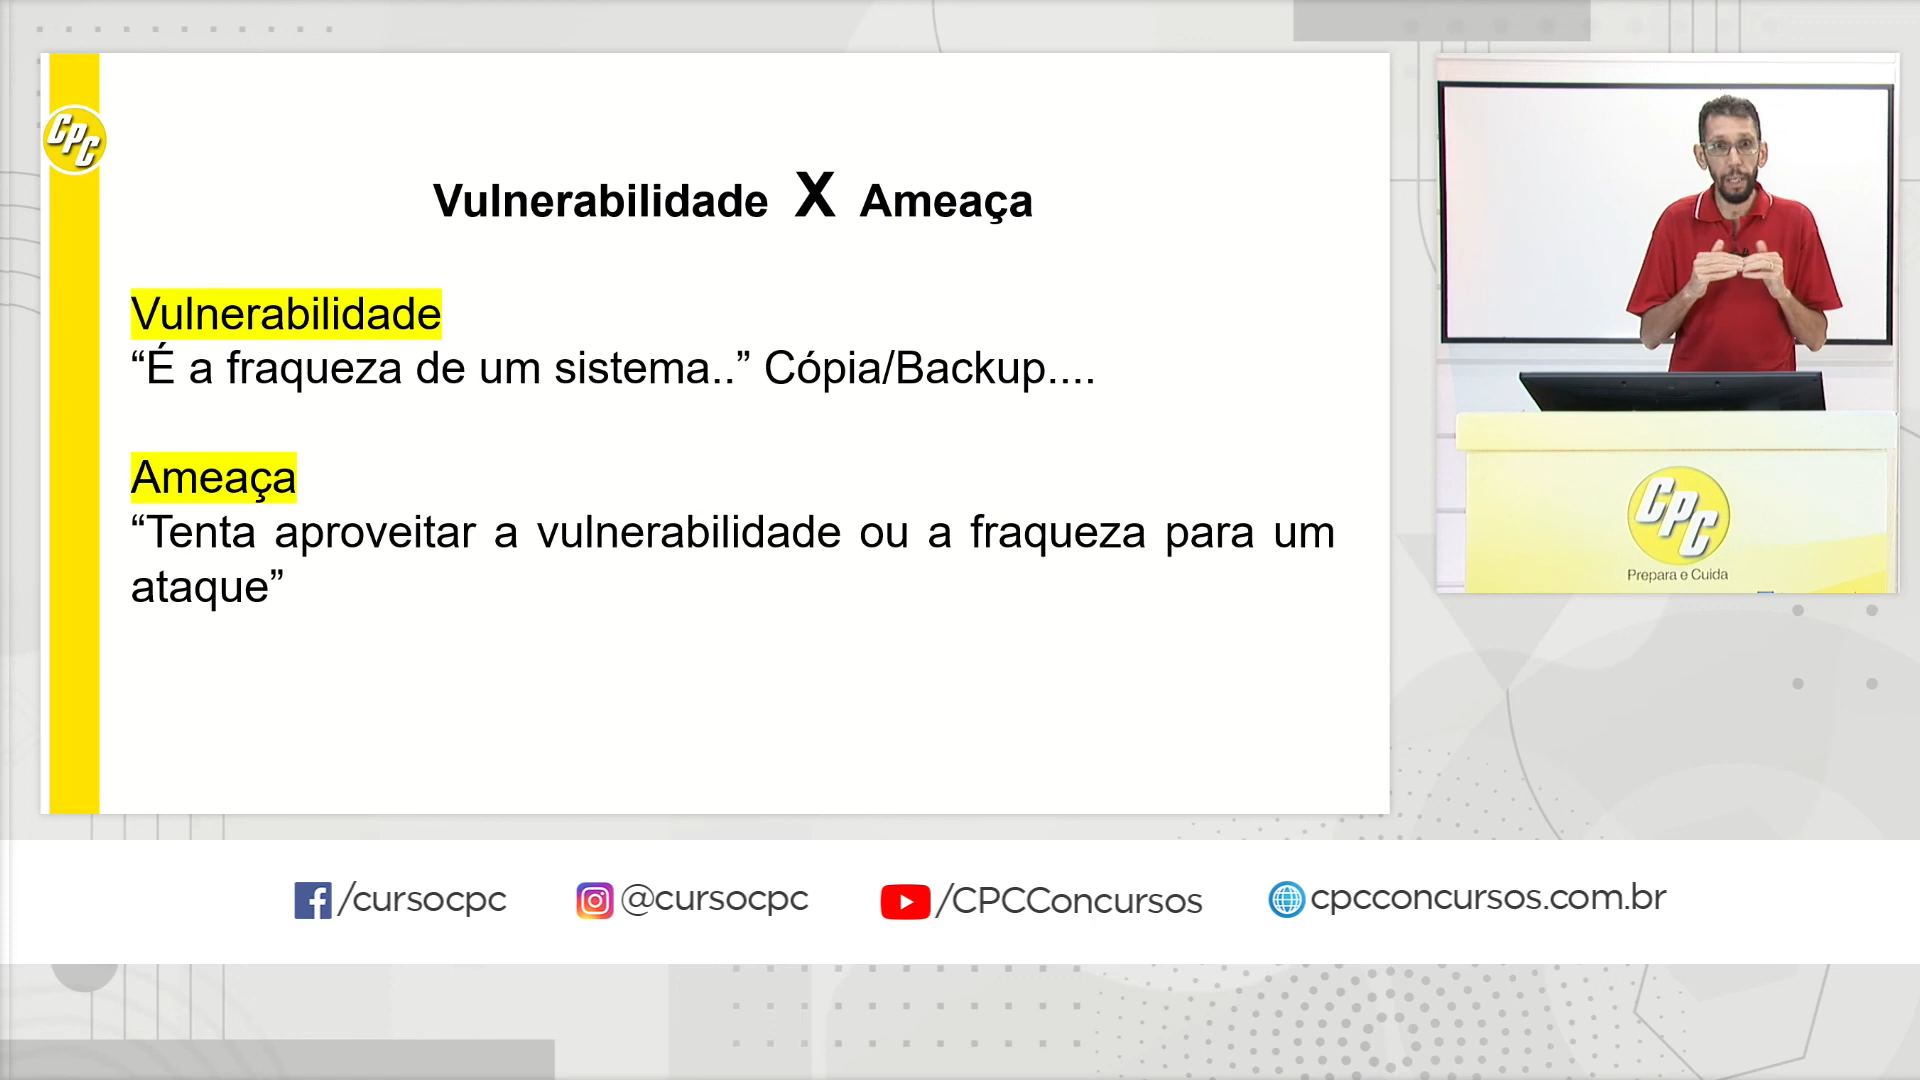 CPC
Vulnerabilidade X Ameaça
Vulnerabilidade
“É a fraqueza de um sistema..” Cópia/Backup....
Ameaça
“Tenta aproveitar a vulnerabilidade ou a fraqueza para um
ataque”
CPC
Prepara e Cuida
/cursocpc
@cursocpc
/CPCConcursos
cpcconcursos.com.br